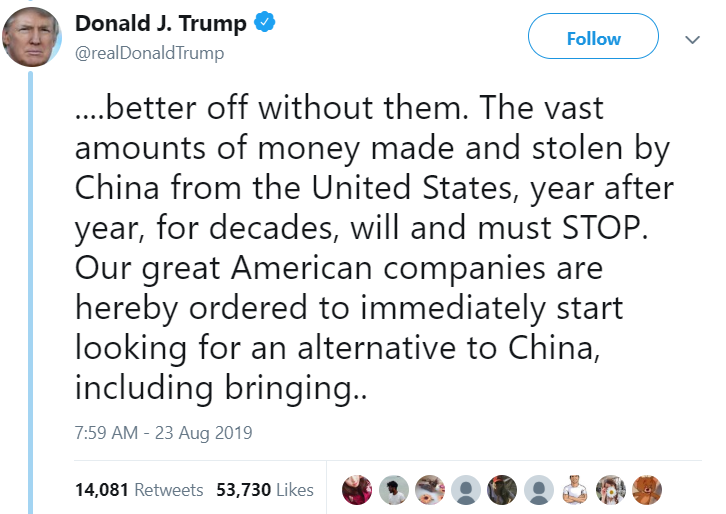 Donald J. Trump
@realDonaldTrump
Follow
....better off without them. The vast
amounts of money made and stolen by
China from the United States, year after
year, for decades, will and must STOP.
Our great American companies are
hereby ordered to immediately start
looking for an alternative to China,
including bringing..
7:59 AM - 23 Aug 2019
14,081 Retweets 53,730 Likes